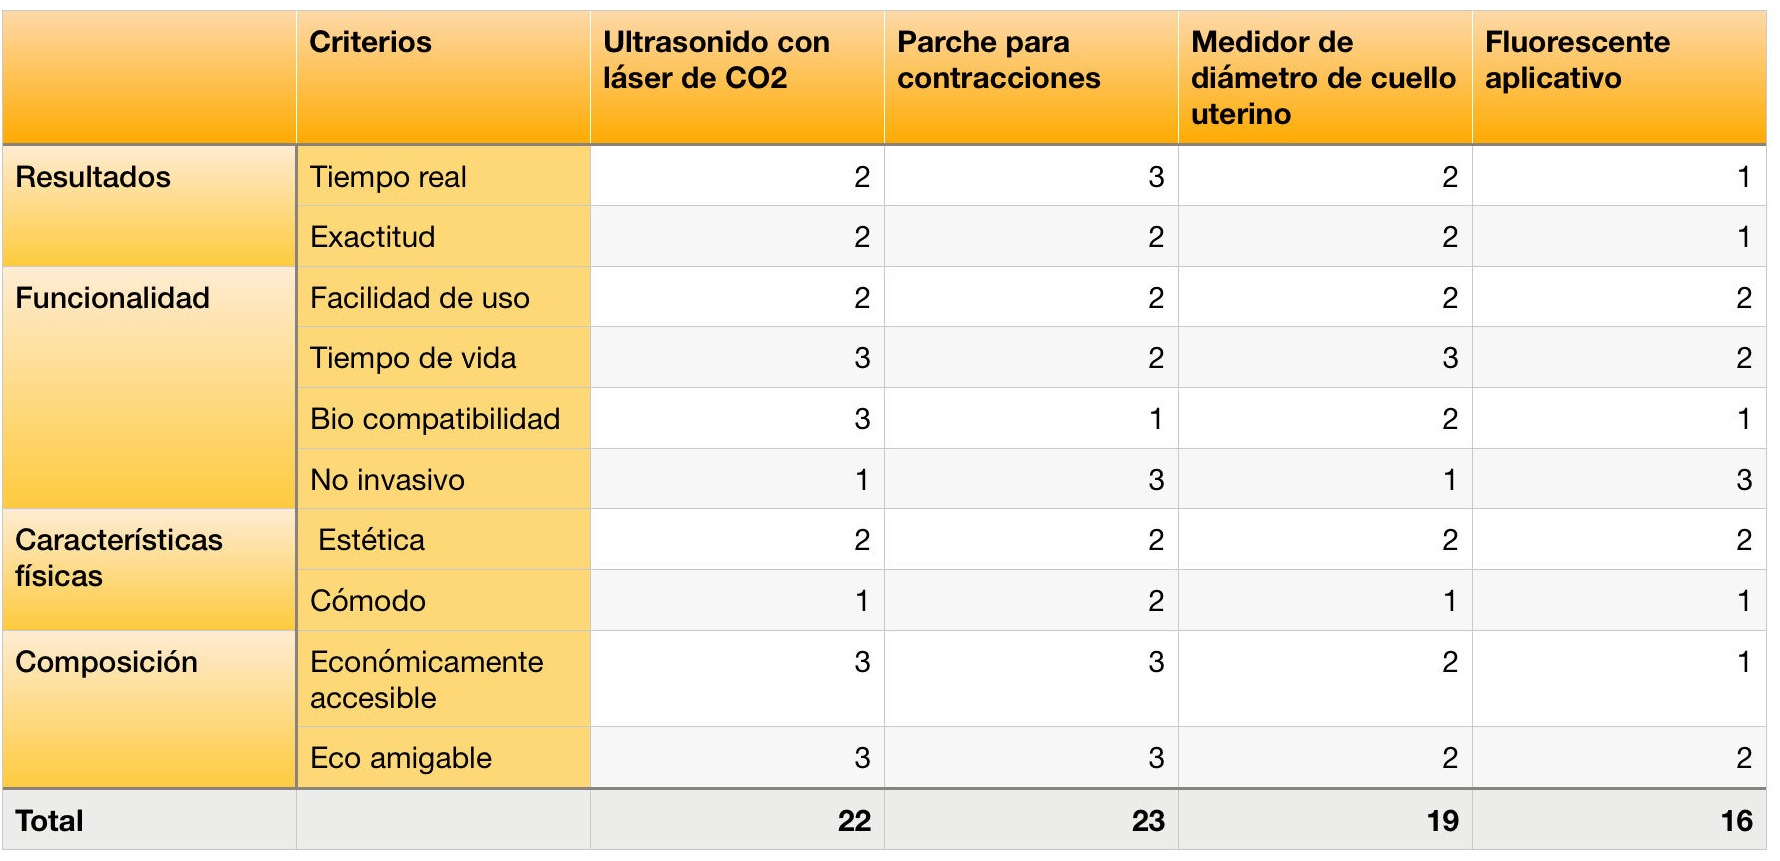 Criterios Ultrasonido con láser de CO2 Parche para contracciones Medidor de diámetro de cuello uterino Fluorescente aplicativo
Resultados Tiempo real 2 3 2 1
Exactitud 2 2 2 1
Funcionalidad Facilidad de uso 2 2 2 2
Tiempo de vida 3 2 3 2
Bio compatibilidad 3 1 2 1
No invasivo 1 3 1 3
Características físicas Estética 2 2 2 2
Cómodo 1 2 1 1
Composición Económicamente accesible 3 3 2 1
Eco amigable 3 3 2 2
Total 22 23 19 16